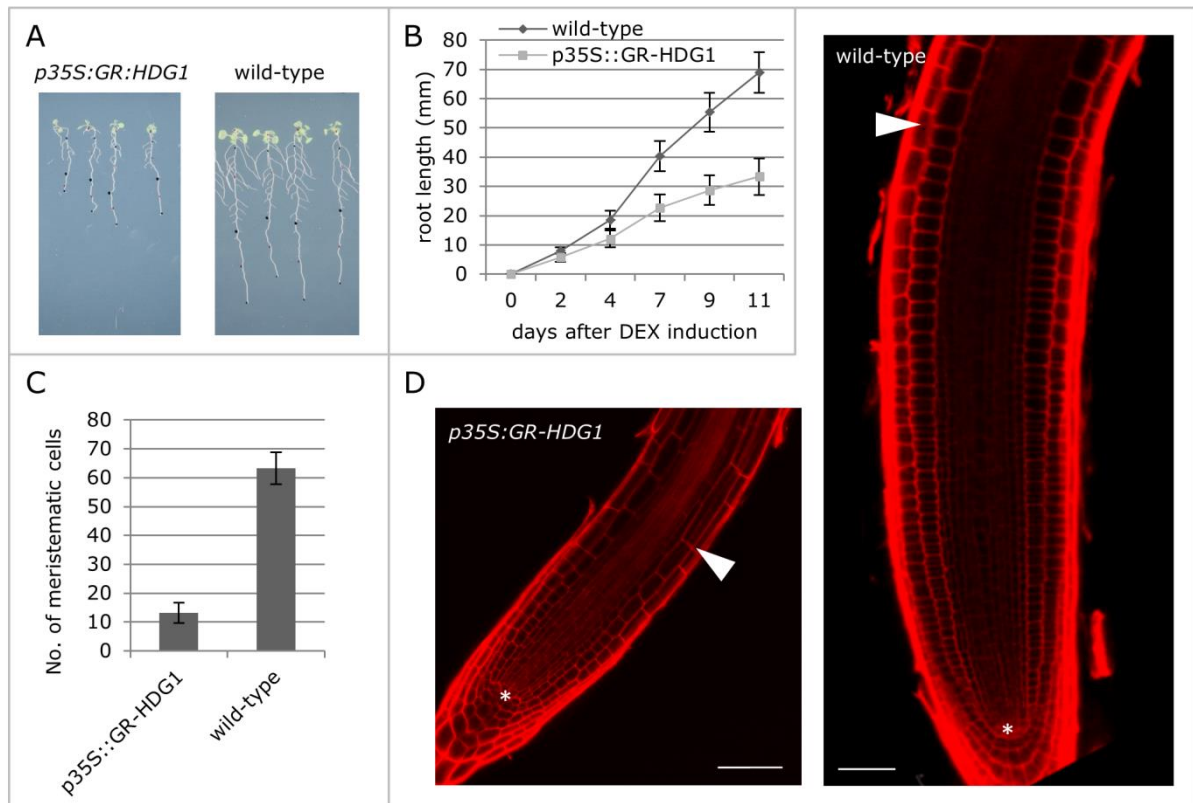 A
p35S:GR:HDG1 wild-type
B
wild-type
p35S::GR-HDG1
root length (mm)
80
70
60
50
40
30
20
10
0
0 2 4 7 9 11
days after DEX induction
C
No. of meristematic cells
80
70
60
50
40
30
20
10
0
p35S::GR-HDG1
wild-type
D
p35S:GR-HDG1
*
wild-type
*